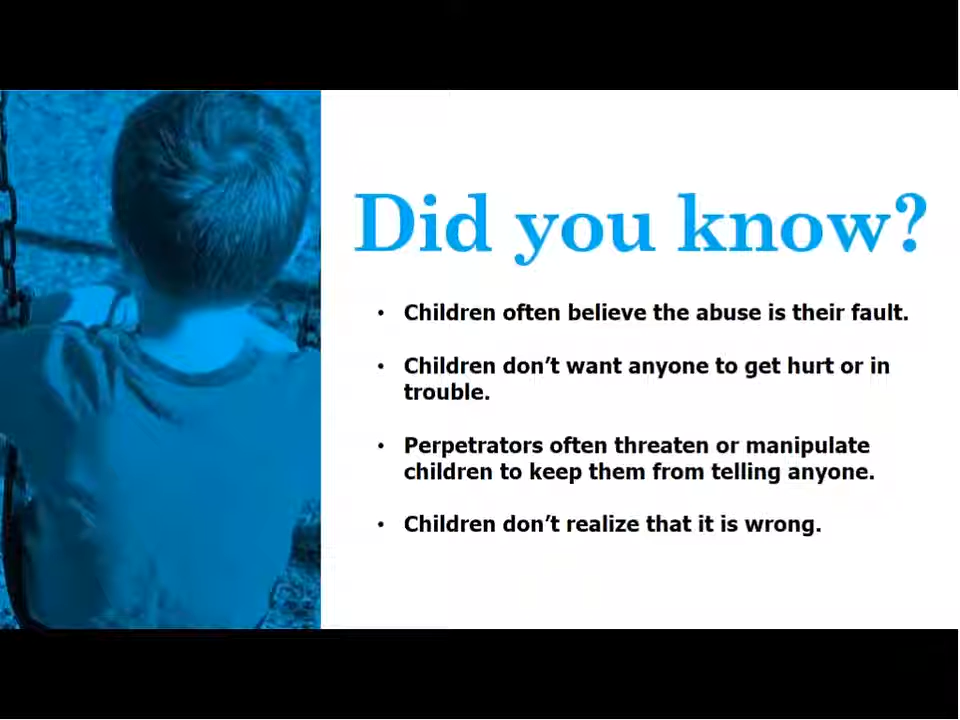 Did you know?
• Children often believe the abuse is their fault.
• Children don’t want anyone to get hurt or in
trouble.
• Perpetrators often threaten or manipulate
children to keep them from telling anyone.
• Children don’t realize that it is wrong.